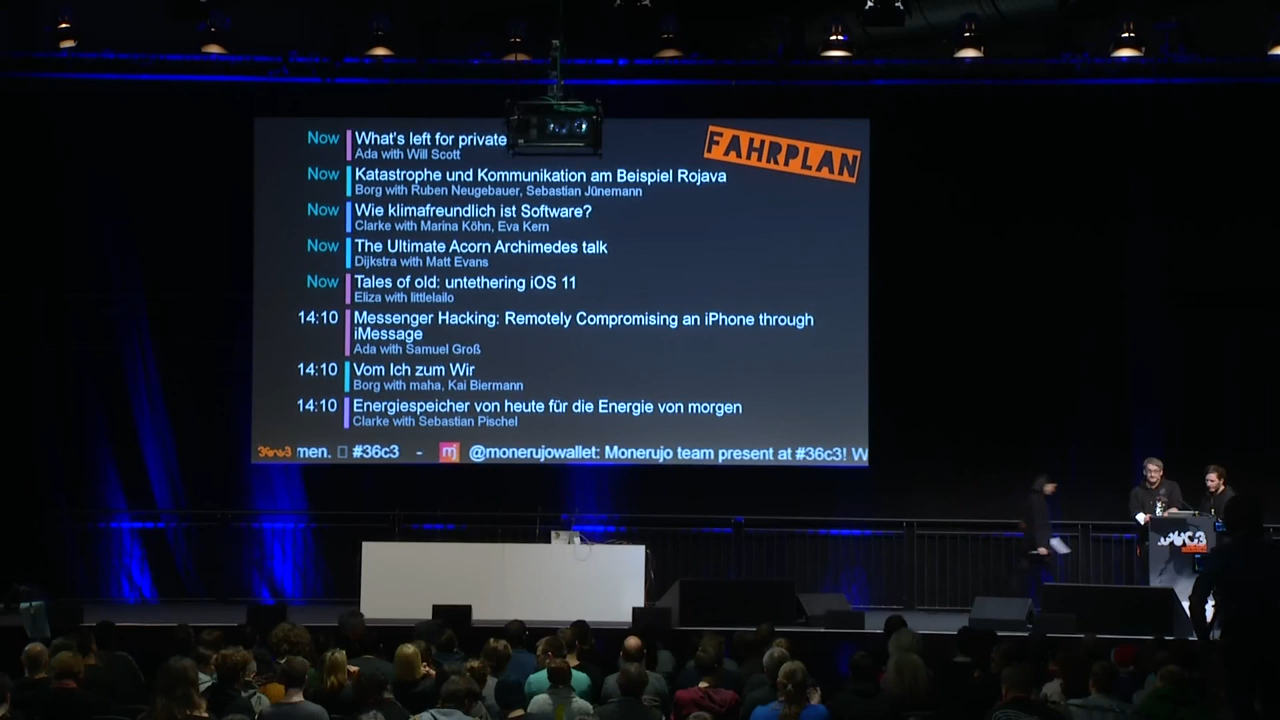 FAHRPLAN
Now What's left for private
Ada with Will Scott
Now Katastrophe und Kommunikation am Beispiel Rojava
Borg with Ruben Neugebauer, Sebastian Jünemann
Now Wie klimafreundlich ist Software?
Clarke with Marina Köhn, Eva Kern
Now The Ultimate Acorn Archimedes talk
Dijkstra with Matt Evans
Now Tales of old: untethering iOS 11
Eliza with littlelailo
14:10 Messenger Hacking: Remotely Compromising an iPhone through
iMessage
Ada with Samuel Groß
14:10 Vom Ich zum Wir
Borg with maha, Kai Biermann
14:10 Energiespeicher von heute für die Energie von morgen
Clarke with Sebastian Pischel
36c3 men. #36c3 - mj @monerujowallet: Monerujo team present at #36c3! W